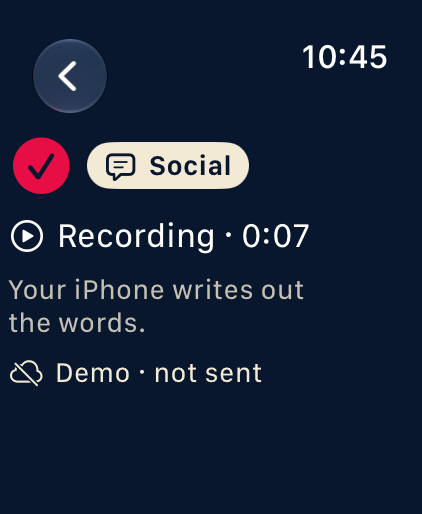 10:45
Social
Recording · 0:07
Your iPhone writes out
the words.
Demo · not sent